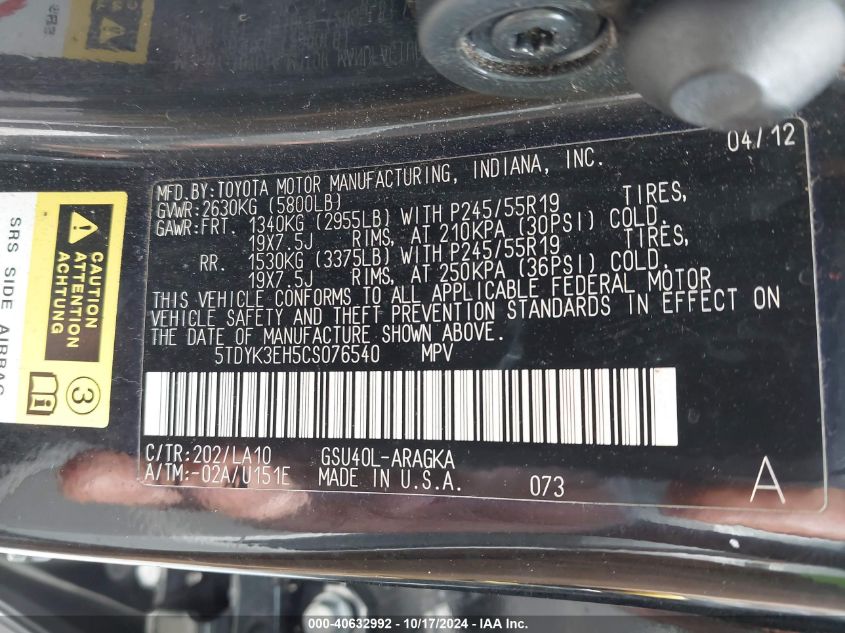 04/12
MFD.BY:TOYOTA MOTOR MANUFACTURING, INDIANA, INC.
GVWR:2630KG (5800LB)
GAWR:FRT. 1340KG (2955LB) WITH P245/55R19 TIRES,
19X7.5J RIMS, AT 210KPA (30PSI) COLD.
RR. 1530KG (3375LB) WITH P245/55R19 TIRES,
19X7.5J RIMS, AT 250KPA (36PSI) COLD.
THIS VEHICLE CONFORMS TO ALL APPLICABLE FEDERAL MOTOR
VEHICLE SAFETY AND THEFT PREVENTION STANDARDS IN EFFECT ON
THE DATE OF MANUFACTURE SHOWN ABOVE.
5TDYK3EH5CS076540 MPV
C/TR:202/LA10 GSU40L-ARAGKA
A/TM:-02A/U151E MADE IN U.S.A. 073 A
CAUTION
ATTENTION
ACHTUNG
3
SRS SIDE AIRBAG
000-40632992 - 10/17/2024 - IAA, Inc.